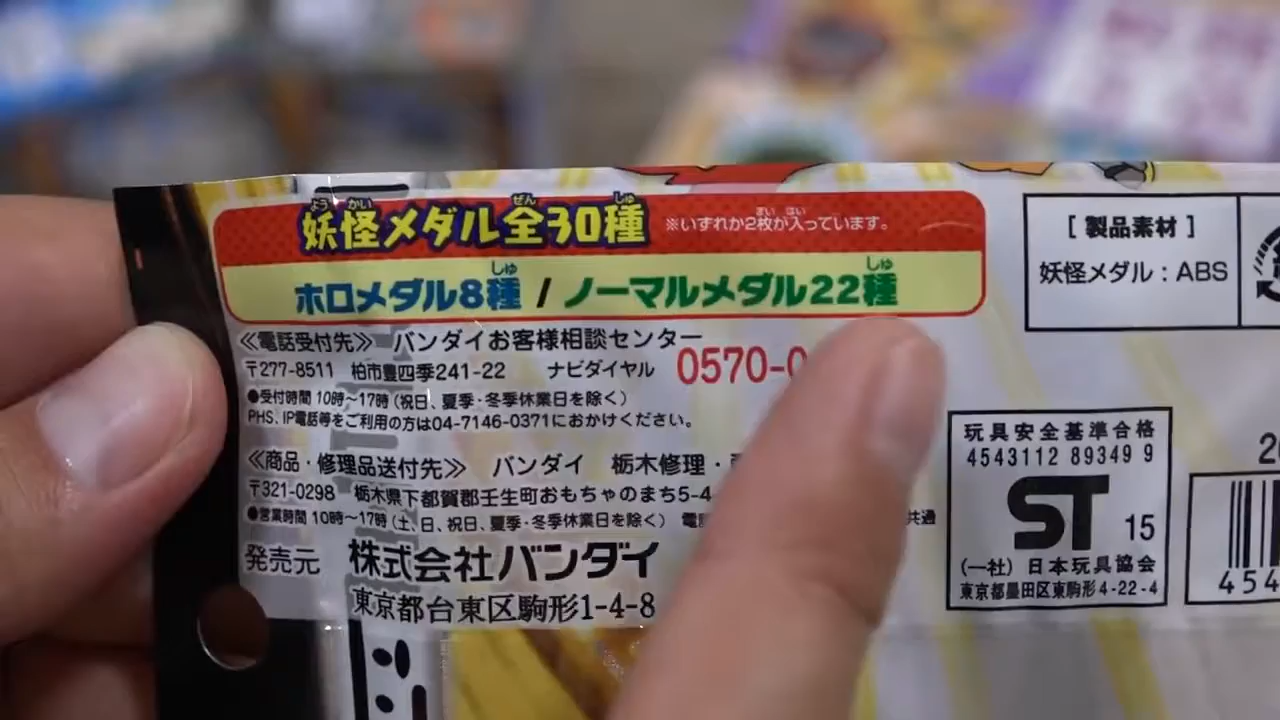 妖怪メダル全30種 ※いずれか2枚が入っています。
ホロメダル8種 / ノーマルメダル22種
≪電話受付先≫ バンダイお客様相談センター
〒277-8511 柏市豊四季241-22 ナビダイヤル 0570-0
●受付時間 10時～17時(祝日、夏季・冬季休業日を除く)
PHS、IP電話等をご利用の方は04-7146-0371におかけください。
≪商品・修理品送付先≫ バンダイ 栃木修理・
〒321-0298 栃木県下都賀郡壬生町おもちゃのまち5-4
●営業時間 10時～17時(土、日、祝日、夏季・冬季休業日を除く) 電
共通
発売元 株式会社バンダイ
東京都台東区駒形1-4-8
[ 製品素材 ]
妖怪メダル:ABS
玩具安全基準合格
4543112 89349 9
ST 15
(一社) 日本玩具協会
東京都墨田区東駒形4-22-4
20
454